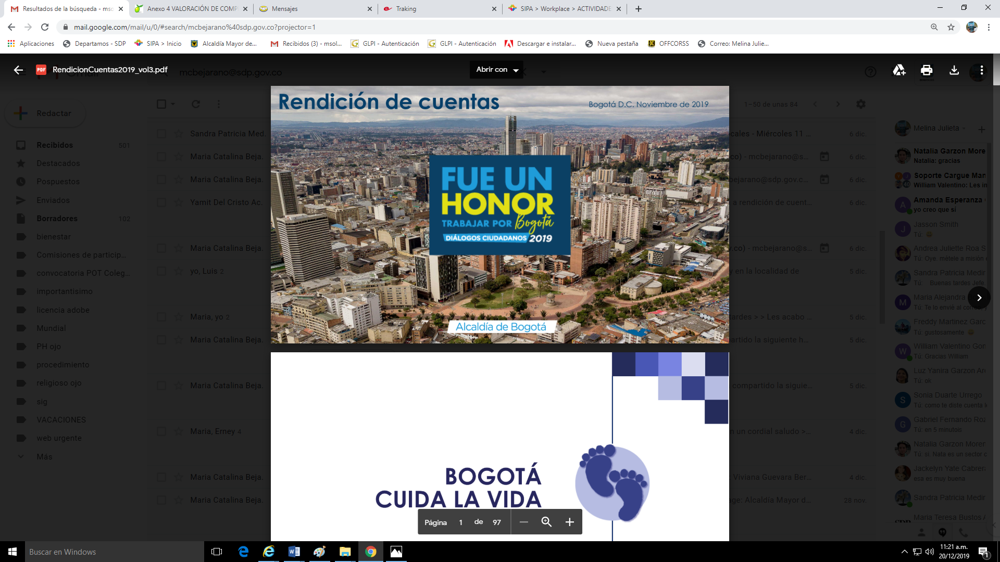 Resultados de la búsqueda - mso
Anexo 4 VALORACIÓN DE COMP
Mensajes
Traking
SIPA > Workplace > ACTIVIDADE
mail.google.com/mail/u/0/#search/mcbejarano%40sdp.gov.co?projector=1
Aplicaciones
Departamos - SDP
SIPA > Inicio
Alcaldía Mayor de...
Recibidos (3) - msol...
GLPI - Autenticación
GLPI - Autenticación
Descargar e instalar...
Nueva pestaña
OFFCORSS
Correo: Melina Julie...
PDF
RendicionCuentas2019_vol3.pdf
mcbejarano@sdp.gov.co
Abrir con
Redactar
Recibidos 501
Destacados
Pospuestos
Enviados
Borradores 102
bienestar
Comisiones de particip...
convocatoria POT Coleg...
importantisimo
licencia adobe
Mundial
PH ojo
procedimiento
religioso ojo
sig
VACACIONES
web urgente
Más
1–50 de unas 84
Sandra Patricia Med.
cales - Miércoles 11 ... 6 dic.
Maria Catalina Beja.
co) - mcbejarano@s... 6 dic.
Maria Catalina Beja.
bejarano@sdp.gov.c... 6 dic.
Yamit Del Cristo Ac.
a rendición de cuent... 6 dic.
Maria Catalina Beja.
.co) - mcbejarano@s... 6 dic.
yo, Luis 2
y en la localidad de 5 dic.
Maria, yo 2
tardes > > Les acabo ... 5 dic.
Maria Catalina Beja.
partido la siguiente h... 5 dic.
Maria Catalina Beja.
compartido la siguie... 5 dic.
Maria, Erney 4
n un cordial saludo >... 4 dic.
Maria Catalina Beja.
: Viviana Guevara Ber... 4 dic.
Maria Catalina Beja.
age: Alcaldía Mayor d... 28 nov.
Rendición de cuentas
Bogotá D.C. Noviembre de 2019
FUE UN
HONOR
TRABAJAR POR Bogotá
DIÁLOGOS CIUDADANOS 2019
Alcaldía de Bogotá
BOGOTÁ
CUIDA LA VIDA
Página 1 de 97
Melina Julieta
Natalia Garzon More
Natalia: gracias
Soporte Cargue Man
William Valentino: Les in
Amanda Esperanza
yo creo que sí
Jasson Smith
Tú:
Andrea Juliette Roa S
Tú: Oye. métele a misión
Sandra Patricia Medir
Tú: Buenas tardes Jefe.
Maria Alejandra
Tú: Te lo envié al
Freddy Martinez Garc
Tú: gustosamente
William Valentino Gor
Tú: Gracias William
Luz Yanira Garzon An
Tú: ok
Sonia Duarte Urrego
Tú: como te diste cuenta
Gabriel Fernando Roz
Tú: en 5 minutois
Natalia Garzon Morer
Tú: si. Nata es un sector
Jackelyn Yate Cabrera
esa es muy buena
Sandra Patricia Medir
Maria Teresa Bustos A
Buscar en Windows
11:21 a.m.
20/12/2019
1